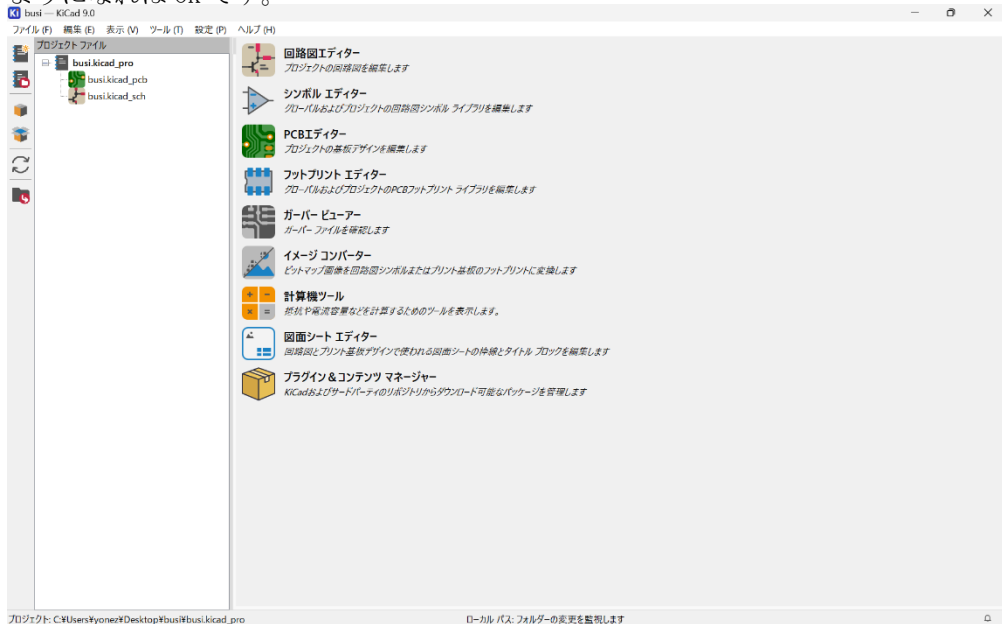 ようになれば OK です。
busi — KiCad 9.0
ファイル (F) 編集 (E) 表示 (V) ツール (T) 設定 (P) ヘルプ (H)
プロジェクト ファイル
busi.kicad_pro
busi.kicad_pcb
busi.kicad_sch
回路図エディター
プロジェクトの回路図を編集します
シンボル エディター
グローバルおよびプロジェクトの回路図シンボル ライブラリを編集します
PCBエディター
プロジェクトの基板デザインを編集します
フットプリント エディター
グローバルおよびプロジェクトのPCBフットプリント ライブラリを編集します
ガーバー ビューアー
ガーバー ファイルを確認します
イメージ コンバーター
ビットマップ画像を回路図シンボルまたはプリント基板のフットプリントに変換します
計算機ツール
抵抗や電流容量などを計算するためのツールを表示します。
図面シート エディター
回路図とプリント基板デザインで使われる図面シートの枠線とタイトル ブロックを編集します
プラグイン＆コンテンツ マネージャー
KiCadおよびサードパーティのリポジトリからダウンロード可能なパッケージを管理します
プロジェクト: C:¥Users¥yonez¥Desktop¥busi¥busi.kicad_pro
ローカル パス: フォルダーの変更を監視します